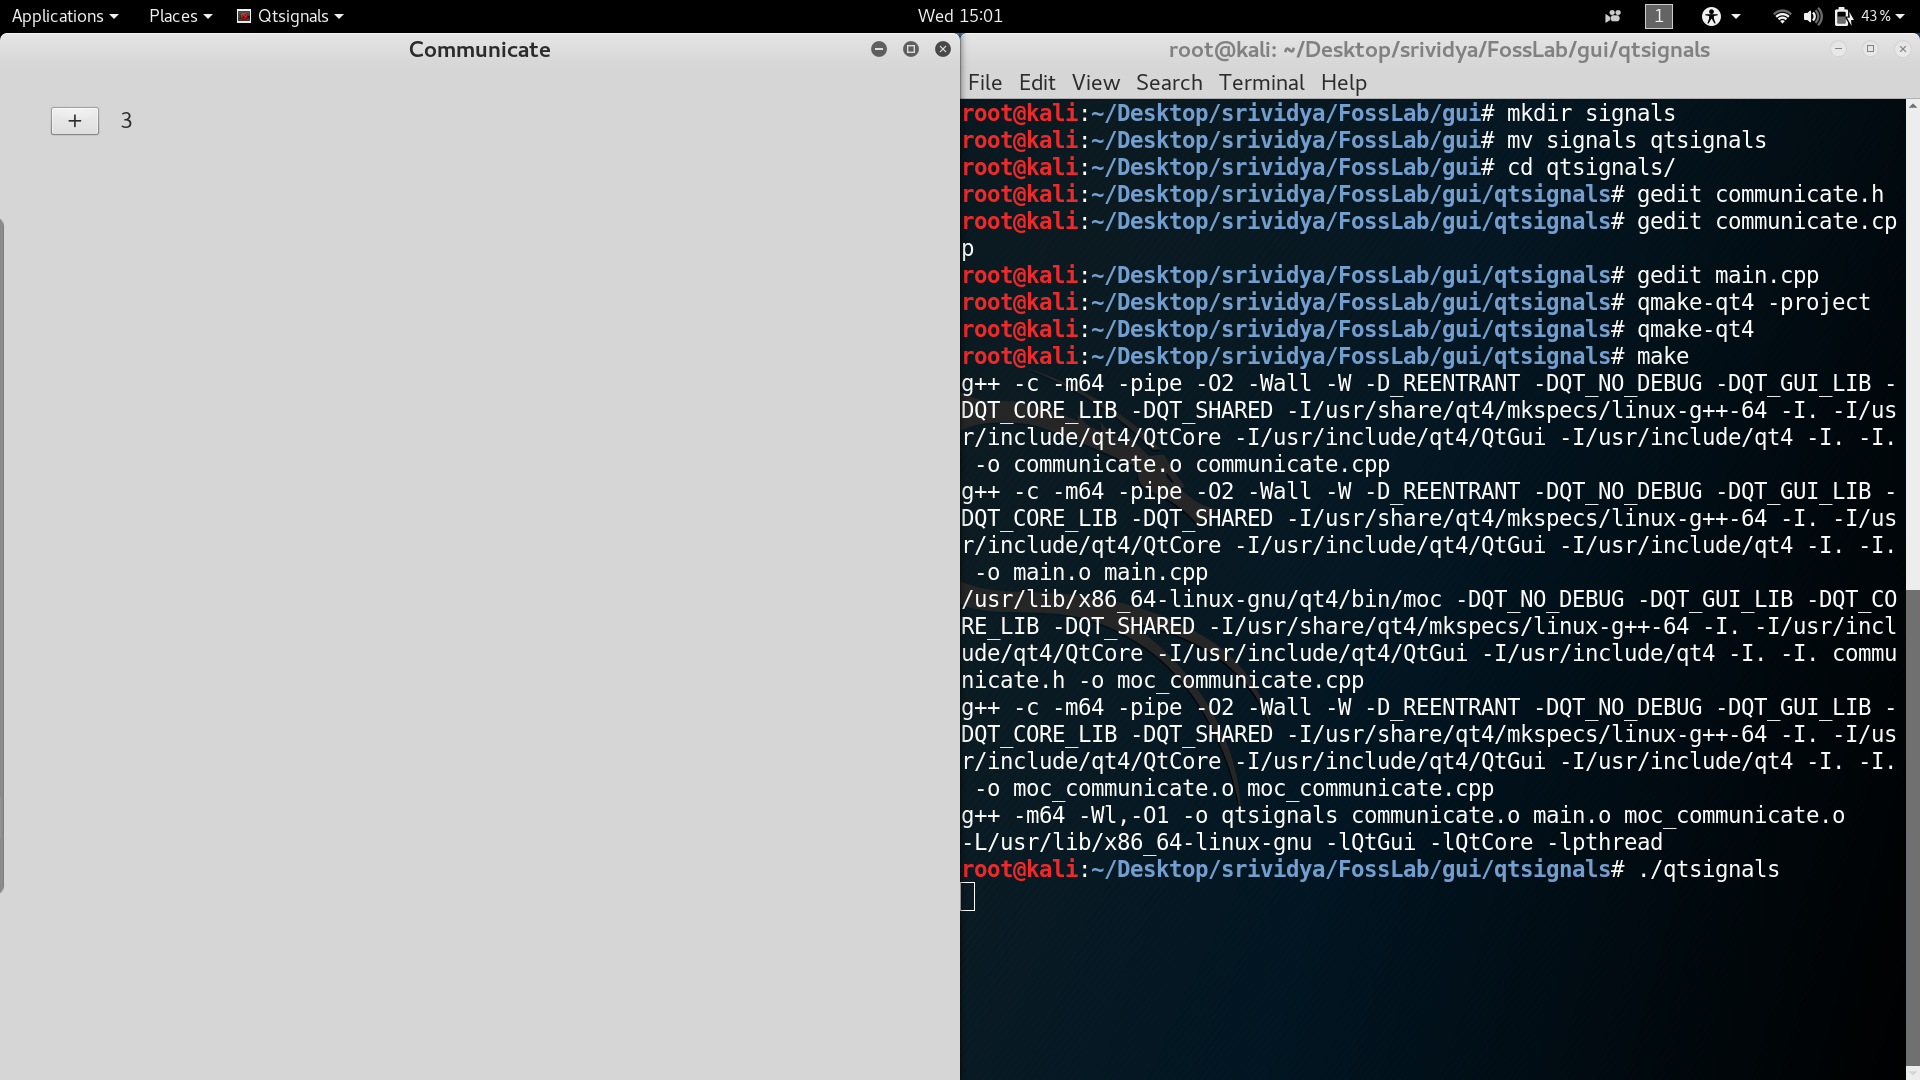 Applications Places Qtsignals Wed 15:01 1 43%
Communicate
+ 3
root@kali: ~/Desktop/srividya/FossLab/gui/qtsignals
File Edit View Search Terminal Help
root@kali:~/Desktop/srividya/FossLab/gui# mkdir signals
root@kali:~/Desktop/srividya/FossLab/gui# mv signals qtsignals
root@kali:~/Desktop/srividya/FossLab/gui# cd qtsignals/
root@kali:~/Desktop/srividya/FossLab/gui/qtsignals# gedit communicate.h
root@kali:~/Desktop/srividya/FossLab/gui/qtsignals# gedit communicate.cp
p
root@kali:~/Desktop/srividya/FossLab/gui/qtsignals# gedit main.cpp
root@kali:~/Desktop/srividya/FossLab/gui/qtsignals# qmake-qt4 -project
root@kali:~/Desktop/srividya/FossLab/gui/qtsignals# qmake-qt4
root@kali:~/Desktop/srividya/FossLab/gui/qtsignals# make
g++ -c -m64 -pipe -O2 -Wall -W -D_REENTRANT -DQT_NO_DEBUG -DQT_GUI_LIB -
DQT_CORE_LIB -DQT_SHARED -I/usr/share/qt4/mkspecs/linux-g++-64 -I. -I/us
r/include/qt4/QtCore -I/usr/include/qt4/QtGui -I/usr/include/qt4 -I. -I.
 -o communicate.o communicate.cpp
g++ -c -m64 -pipe -O2 -Wall -W -D_REENTRANT -DQT_NO_DEBUG -DQT_GUI_LIB -
DQT_CORE_LIB -DQT_SHARED -I/usr/share/qt4/mkspecs/linux-g++-64 -I. -I/us
r/include/qt4/QtCore -I/usr/include/qt4/QtGui -I/usr/include/qt4 -I. -I.
 -o main.o main.cpp
/usr/lib/x86_64-linux-gnu/qt4/bin/moc -DQT_NO_DEBUG -DQT_GUI_LIB -DQT_CO
RE_LIB -DQT_SHARED -I/usr/share/qt4/mkspecs/linux-g++-64 -I. -I/usr/incl
ude/qt4/QtCore -I/usr/include/qt4/QtGui -I/usr/include/qt4 -I. -I. commu
nicate.h -o moc_communicate.cpp
g++ -c -m64 -pipe -O2 -Wall -W -D_REENTRANT -DQT_NO_DEBUG -DQT_GUI_LIB -
DQT_CORE_LIB -DQT_SHARED -I/usr/share/qt4/mkspecs/linux-g++-64 -I. -I/us
r/include/qt4/QtCore -I/usr/include/qt4/QtGui -I/usr/include/qt4 -I. -I.
 -o moc_communicate.o moc_communicate.cpp
g++ -m64 -Wl,-O1 -o qtsignals communicate.o main.o moc_communicate.o
-L/usr/lib/x86_64-linux-gnu -lQtGui -lQtCore -lpthread
root@kali:~/Desktop/srividya/FossLab/gui/qtsignals# ./qtsignals